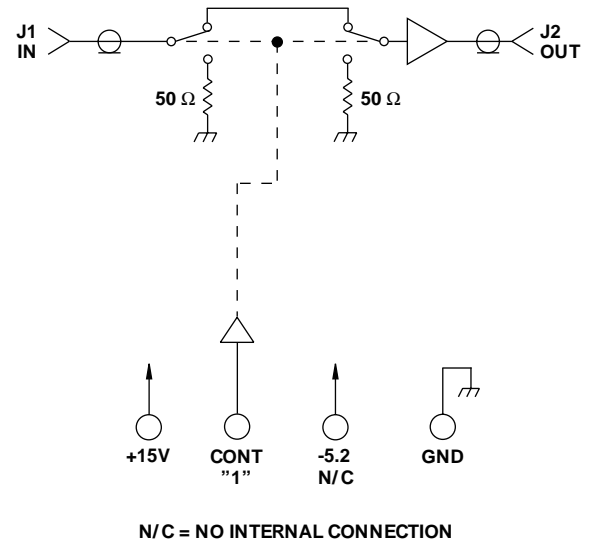 J1
IN
J2
OUT
50 Ω
50 Ω
+15V
CONT
"1"
-5.2
N/C
GND
N/C = NO INTERNAL CONNECTION